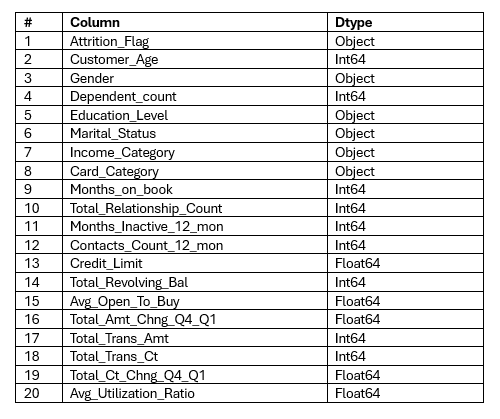 # Column Dtype
1 Attrition_Flag Object
2 Customer_Age Int64
3 Gender Object
4 Dependent_count Int64
5 Education_Level Object
6 Marital_Status Object
7 Income_Category Object
8 Card_Category Object
9 Months_on_book Int64
10 Total_Relationship_Count Int64
11 Months_Inactive_12_mon Int64
12 Contacts_Count_12_mon Int64
13 Credit_Limit Float64
14 Total_Revolving_Bal Int64
15 Avg_Open_To_Buy Float64
16 Total_Amt_Chng_Q4_Q1 Float64
17 Total_Trans_Amt Int64
18 Total_Trans_Ct Int64
19 Total_Ct_Chng_Q4_Q1 Float64
20 Avg_Utilization_Ratio Float64